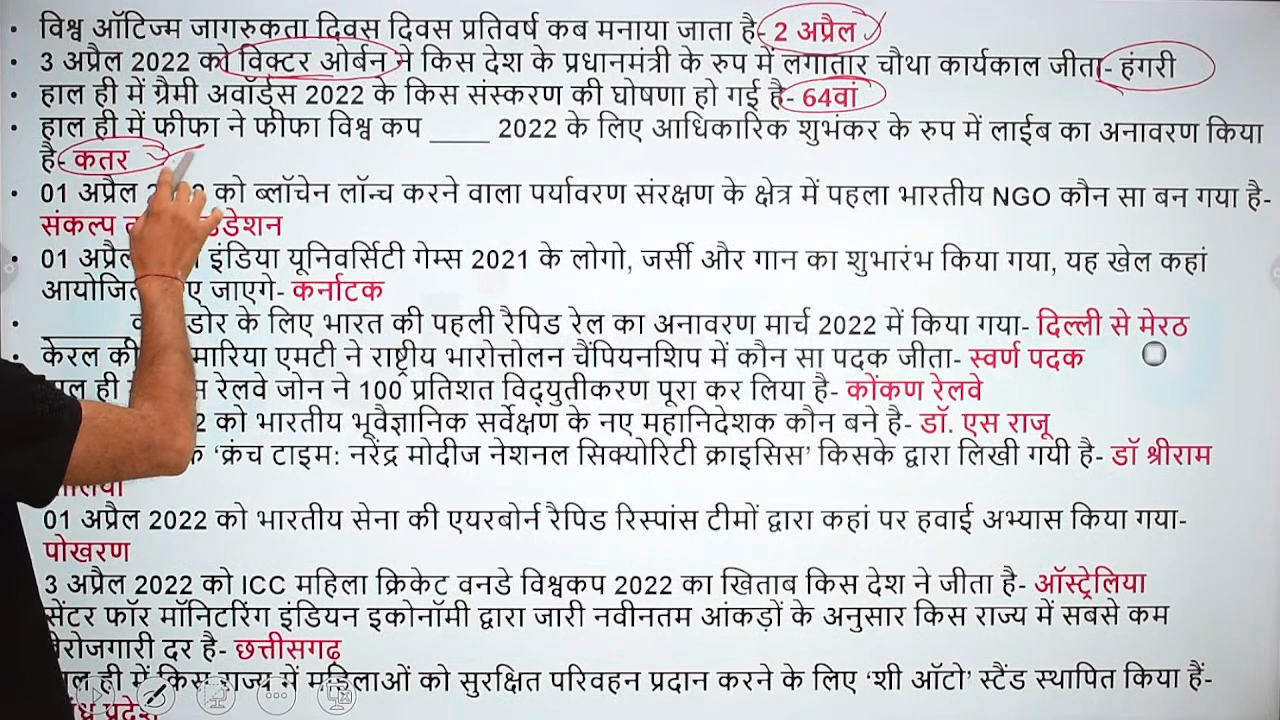 • विश्व ऑटिज्म जागरुकता दिवस दिवस प्रतिवर्ष कब मनाया जाता है- 2 अप्रैल
• 3 अप्रैल 2022 को विक्टर ओर्बन ने किस देश के प्रधानमंत्री के रुप में लगातार चौथा कार्यकाल जीता- हंगरी
• हाल ही में ग्रैमी अवॉर्ड्स 2022 के किस संस्करण की घोषणा हो गई है- 64वां
• हाल ही में फीफा ने फीफा विश्व कप ____ 2022 के लिए आधिकारिक शुभंकर के रुप में लाईब का अनावरण किया
है- कतर
• 01 अप्रैल को ब्लॉचेन लॉन्च करने वाला पर्यावरण संरक्षण के क्षेत्र में पहला भारतीय NGO कौन सा बन गया है-
संकल्प
• 01 अप्रैल इंडिया यूनिवर्सिटी गेम्स 2021 के लोगो, जर्सी और गान का शुभारंभ किया गया, यह खेल कहां
जाएगे- कर्नाटक
• ______ के लिए भारत की पहली रैपिड रेल का अनावरण मार्च 2022 में किया गया- दिल्ली से मेरठ
• केरल की मारिया एमटी ने राष्ट्रीय भारोत्तोलन चैंपियनशिप में कौन सा पदक जीता- स्वर्ण पदक
ही रेलवे जोन ने 100 प्रतिशत विद्युतीकरण पूरा कर लिया है- कोंकण रेलवे
को भारतीय भूवैज्ञानिक सर्वेक्षण के नए महानिदेशक कौन बने है- डॉ. एस राजू
‘क्रंच टाइम: नरेंद्र मोदीज नेशनल सिक्योरिटी क्राइसिस’ किसके द्वारा लिखी गयी है- डॉ श्रीराम
01 अप्रैल 2022 को भारतीय सेना की एयरबोर्न रैपिड रिस्पांस टीमों द्वारा कहां पर हवाई अभ्यास किया गया-
पोखरण
3 अप्रैल 2022 को ICC महिला क्रिकेट वनडे विश्वकप 2022 का खिताब किस देश ने जीता है- ऑस्ट्रेलिया
सेंटर फॉर मॉनिटरिंग इंडियन इकोनॉमी द्वारा जारी नवीनतम आंकड़ों के अनुसार किस राज्य में सबसे कम
बेरोजगारी दर है- छत्तीसगढ़
हाल ही में किस राज्य में महिलाओं को सुरक्षित परिवहन प्रदान करने के लिए ‘शी ऑटो’ स्टैंड स्थापित किया हैं-